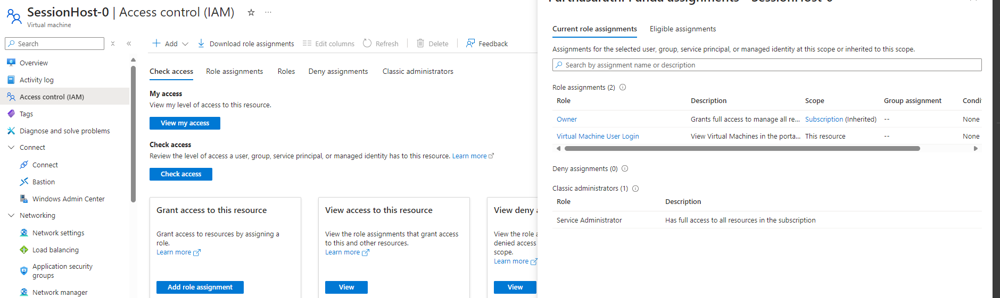 SessionHost-0 | Access control (IAM)
Virtual machine
Search
Overview
Activity log
Access control (IAM)
Tags
Diagnose and solve problems
Connect
Connect
Bastion
Windows Admin Center
Networking
Network settings
Load balancing
Application security
groups
Network manager
Add
Download role assignments
Edit columns
Refresh
Delete
Feedback
Check access
Role assignments
Roles
Deny assignments
Classic administrators
My access
View my level of access to this resource.
View my access
Check access
Review the level of access a user, group, service principal, or managed identity has to this resource. Learn more
Check access
Grant access to this resource
Grant access to resources by assigning a
role.
Learn more
Add role assignment
View access to this resource
View the role assignments that grant access
to this and other resources.
Learn more
View
View deny
View the role
denied access
scope.
Learn more
View
assignments - SessionHost-0
Current role assignments
Eligible assignments
Assignments for the selected user, group, service principal, or managed identity at this scope or inherited to this scope.
Search by assignment name or description
Role assignments (2)
Role Description Scope Group assignment Condi
Owner Grants full access to manage all re... Subscription (Inherited) -- None
Virtual Machine User Login View Virtual Machines in the porta... This resource -- None
Deny assignments (0)
Classic administrators (1)
Role Description
Service Administrator Has full access to all resources in the subscription